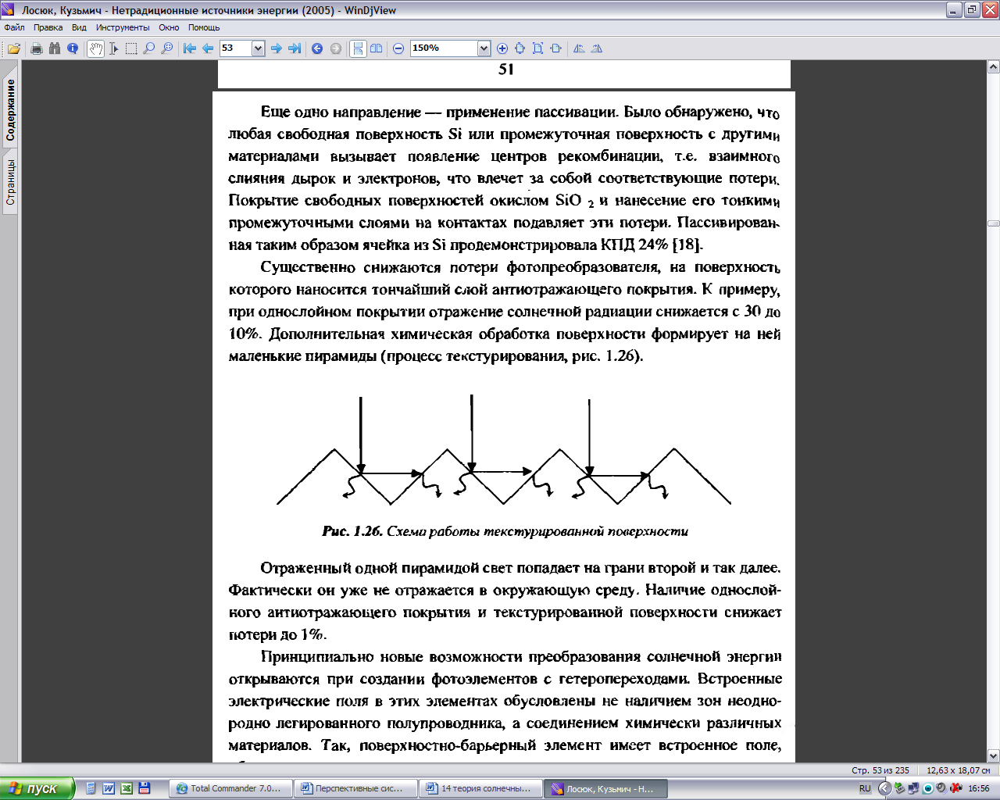 Лосюк, Кузьмич - Нетрадиционные источники энергии (2005) - WinDjView
Файл Правка Вид Инструменты Окно Помощь
53 150%
Содержание
Страницы
51
Еще одно направление — применение пассивации. Было обнаружено, что
любая свободная поверхность Si или промежуточная поверхность с другими
материалами вызывает появление центров рекомбинации, т.е. взаимного
слияния дырок и электронов, что влечет за собой соответствующие потери.
Покрытие свободных поверхностей окислом SiO 2 и нанесение его тонкими
промежуточными слоями на контактах подавляет эти потери. Пассивирован-
ная таким образом ячейка из Si продемонстрировала КПД 24% [18].
Существенно снижаются потери фотопреобразователя, на поверхность
которого наносится тончайший слой антиотражающего покрытия. К примеру,
при однослойном покрытии отражение солнечной радиации снижается с 30 до
10%. Дополнительная химическая обработка поверхности формирует на ней
маленькие пирамиды (процесс текстурирования, рис. 1.26).
Рис. 1.26. Схема работы текстурированной поверхности
Отраженный одной пирамидой свет попадает на грани второй и так далее.
Фактически он уже не отражается в окружающую среду. Наличие однослой-
ного антиотражающего покрытия и текстурированной поверхности снижает
потери до 1%.
Принципиально новые возможности преобразования солнечной энергии
открываются при создании фотоэлементов с гетеропереходами. Встроенные
электрические поля в этих элементах обусловлены не наличием зон неодно-
родно легированного полупроводника, а соединением химически различных
материалов. Так, поверхностно-барьерный элемент имеет встроенное поле,
Стр. 53 из 235 12,63 x 18,07 см
пуск Total Commander 7.0... Перспективные сис... 14 теория солнечны... Лосюк, Кузьмич - Н... RU 16:56